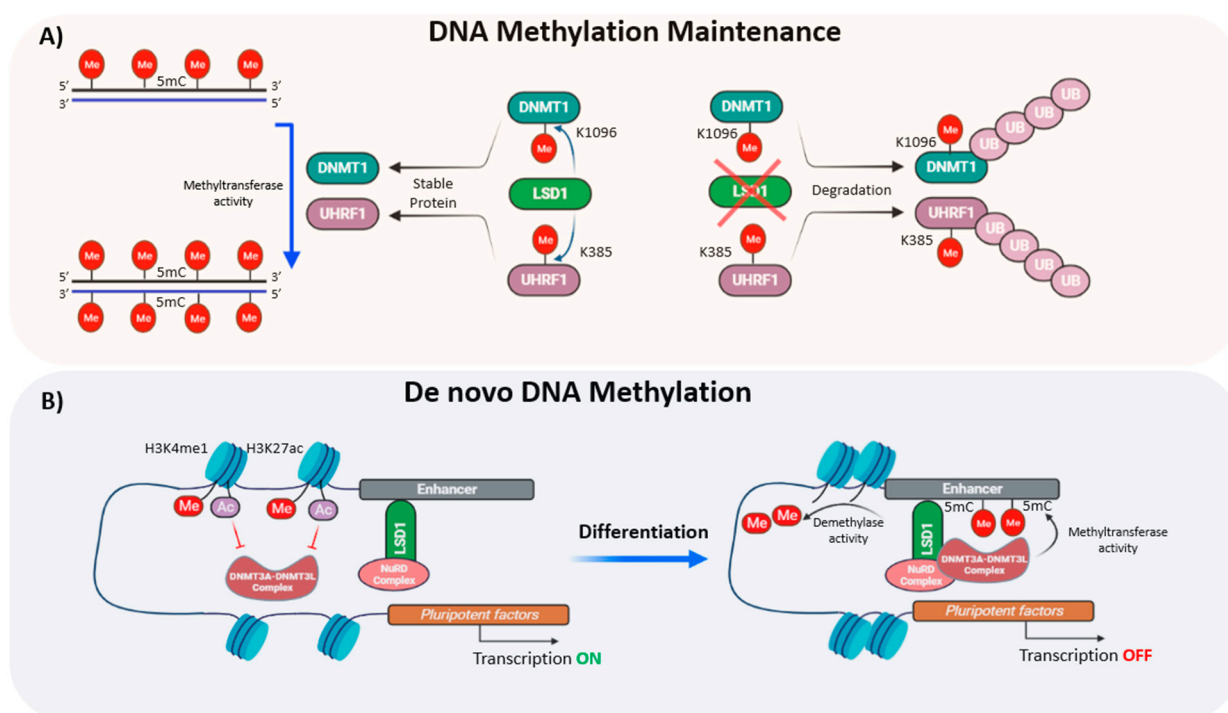 DNA Methylation Maintenance
A)
Me Me Me Me
5' 5mC 3'
3' 5'
Methyltransferase
activity
Me Me Me Me
5' 5mC 3'
3' 5mC 5'
Me Me Me Me
DNMT1
UHRF1
Stable
Protein
DNMT1
K1096
Me
LSD1
Me
K385
UHRF1
DNMT1
K1096
Me
LSD1
Me
K385
UHRF1
Degradation
UB
UB
UB
UB
Me
K1096
DNMT1
UHRF1
K385
Me
UB
UB
UB
UB
De novo DNA Methylation
B)
H3K4me1 H3K27ac
Me Ac Me Ac
DNMT3A-DNMT3L
Complex
Enhancer
LSD1
NuRD
Complex
Pluripotent factors
Transcription ON
Differentiation
Enhancer
5mC 5mC
Me Me
Me Me
Demethylase
activity
LSD1
NuRD
Complex
DNMT3A-DNMT3L
Complex
Methyltransferase
activity
Pluripotent factors
Transcription OFF